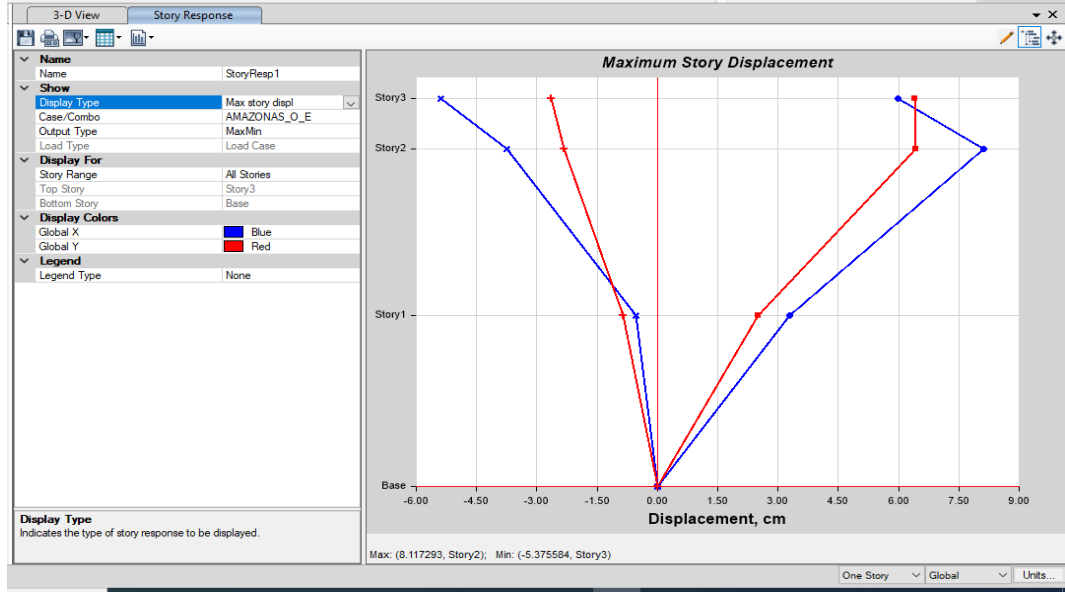 3-D View
Story Response
Name
Name StoryResp1
Show
Display Type Max story displ
Case/Combo AMAZONAS_O_E
Output Type MaxMin
Load Type Load Case
Display For
Story Range All Stories
Top Story Story3
Bottom Story Base
Display Colors
Global X Blue
Global Y Red
Legend
Legend Type None
Display Type
Indicates the type of story response to be displayed.
Maximum Story Displacement
Story3
Story2
Story1
Base
-6.00 -4.50 -3.00 -1.50 0.00 1.50 3.00 4.50 6.00 7.50 9.00
Displacement, cm
Max: (8.117293, Story2); Min: (-5.375584, Story3)
One Story Global Units...